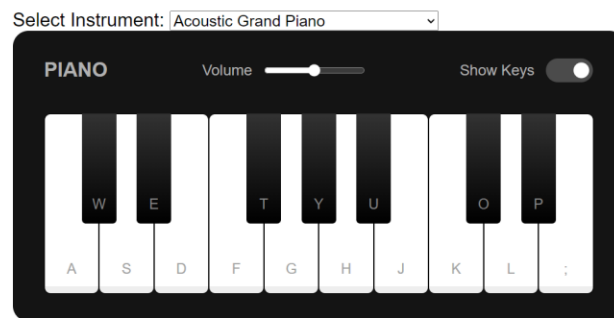 Select Instrument: Acoustic Grand Piano
PIANO Volume Show Keys
W E T Y U O P
A S D F G H J K L ;